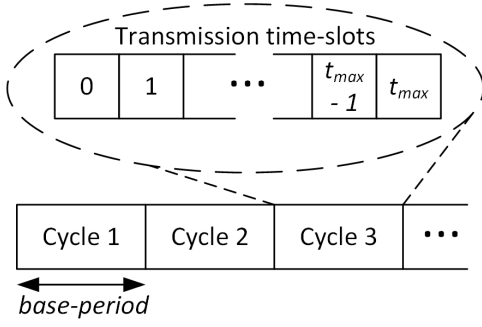 Transmission time-slots
0 1 ... t_max - 1 t_max
Cycle 1 Cycle 2 Cycle 3 ...
base-period